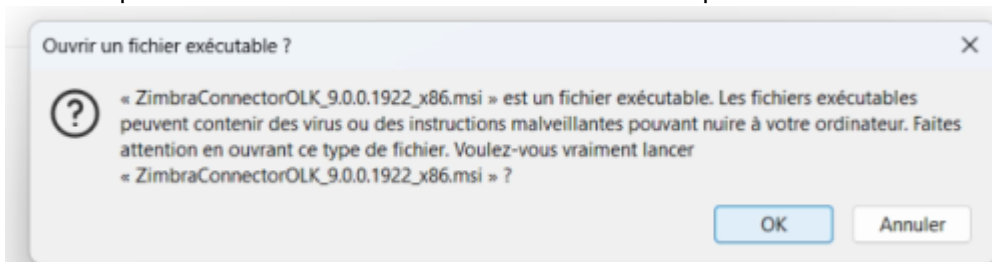 Ouvrir un fichier exécutable ?
« ZimbraConnectorOLK_9.0.0.1922_x86.msi » est un fichier exécutable. Les fichiers exécutables
peuvent contenir des virus ou des instructions malveillantes pouvant nuire à votre ordinateur. Faites
attention en ouvrant ce type de fichier. Voulez-vous vraiment lancer
« ZimbraConnectorOLK_9.0.0.1922_x86.msi » ?
OK Annuler